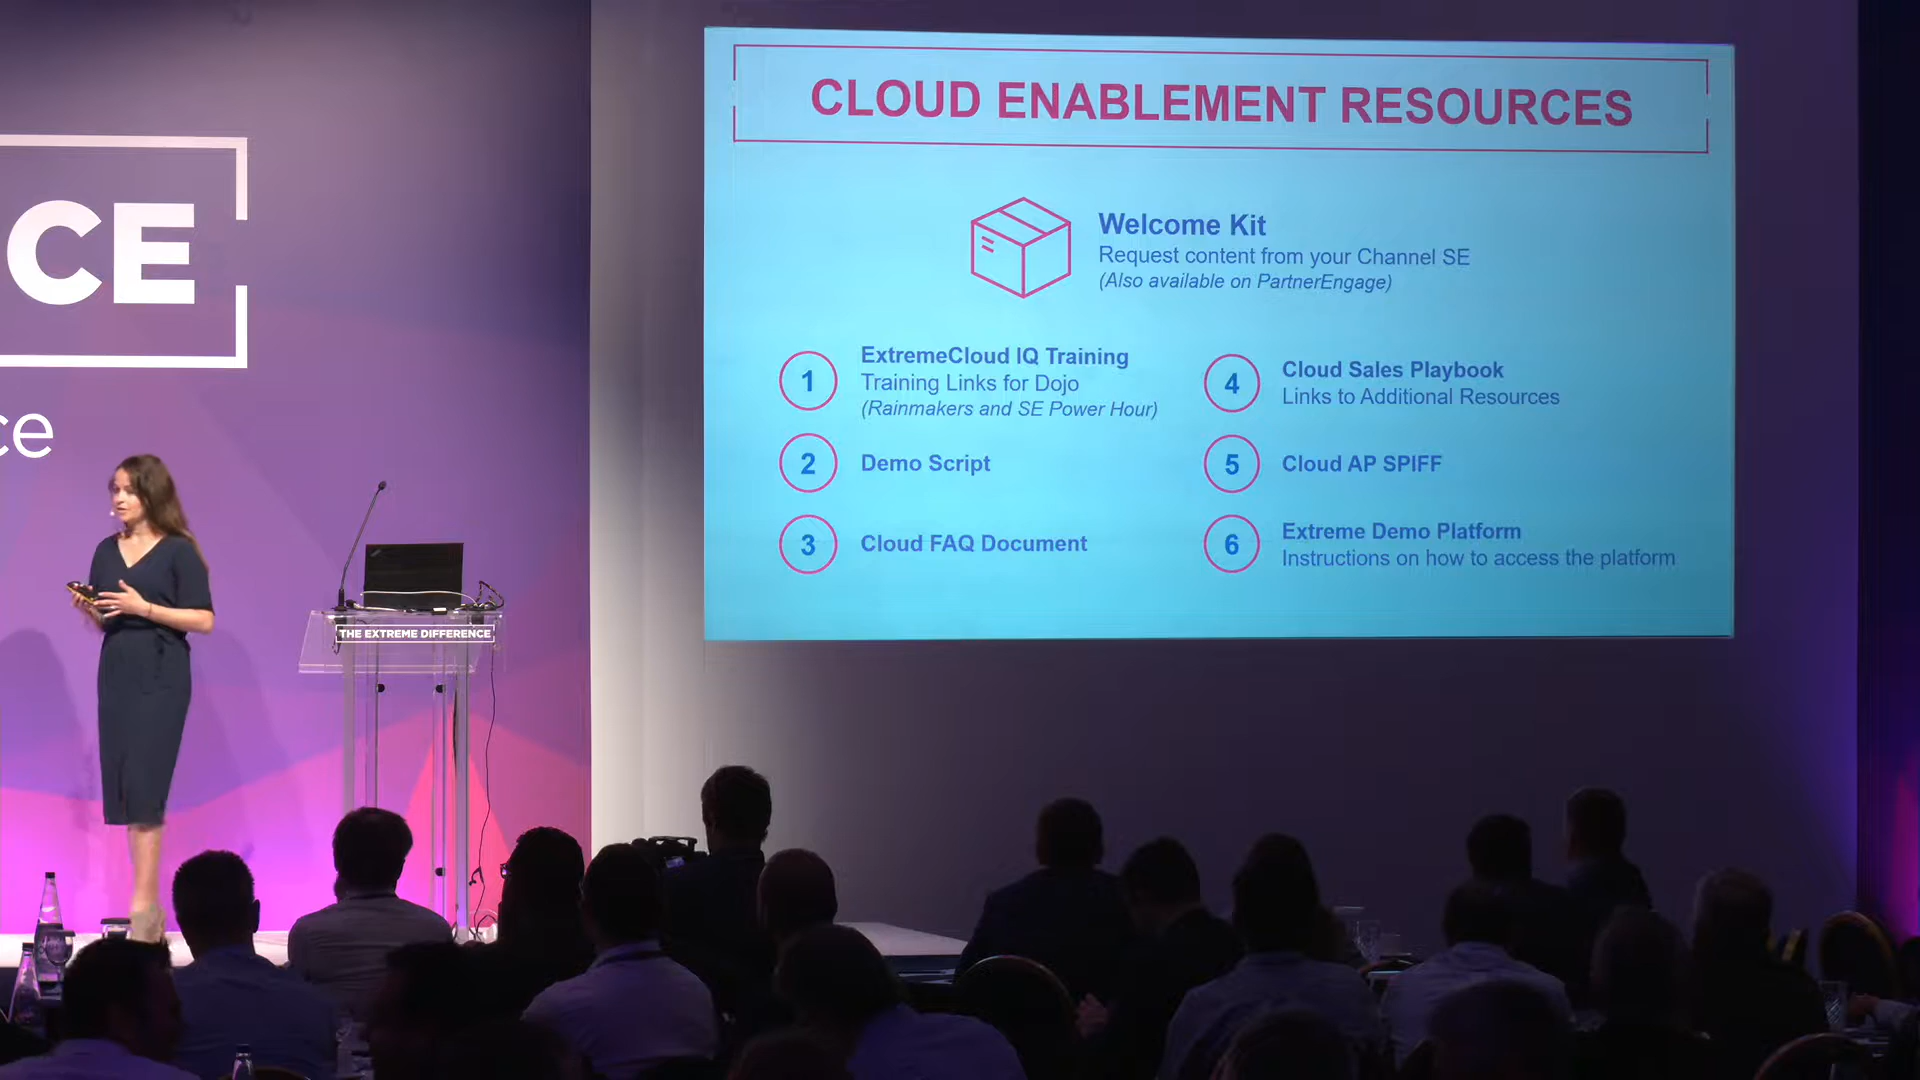 CE
ce
THE EXTREME DIFFERENCE
CLOUD ENABLEMENT RESOURCES
Welcome Kit
Request content from your Channel SE
(Also available on PartnerEngage)
1
ExtremeCloud IQ Training
Training Links for Dojo
(Rainmakers and SE Power Hour)
2
Demo Script
3
Cloud FAQ Document
4
Cloud Sales Playbook
Links to Additional Resources
5
Cloud AP SPIFF
6
Extreme Demo Platform
Instructions on how to access the platform